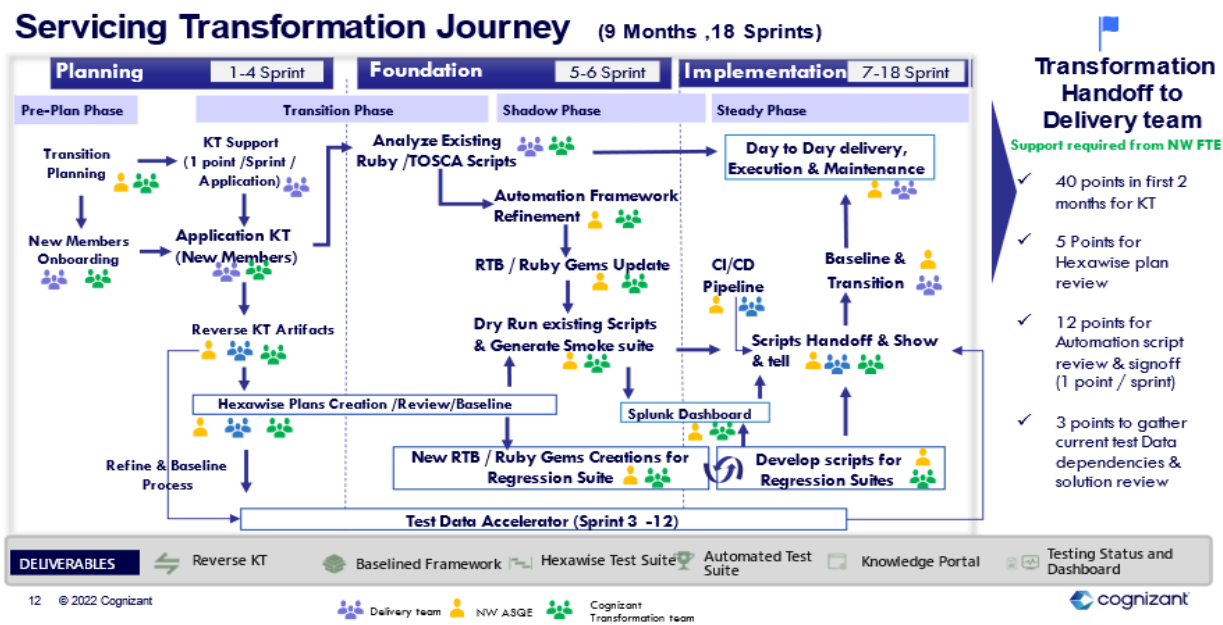 Servicing Transformation Journey (9 Months ,18 Sprints)
Planning
1-4 Sprint
Foundation
5-6 Sprint
Implementation
7-18 Sprint
Pre-Plan Phase
Transition Phase
Shadow Phase
Steady Phase
Transition
Planning
KT Support
(1 point /Sprint /
Application)
Analyze Existing
Ruby /TOSCA Scripts
Day to Day delivery,
Execution & Maintenance
Automation Framework
Refinement
New Members
Onboarding
Application KT
(New Members)
RTB / Ruby Gems Update
CI/CD
Pipeline
Baseline &
Transition
Reverse KT Artifacts
Dry Run existing Scripts
& Generate Smoke suite
Scripts Handoff & Show
& tell
Hexawise Plans Creation /Review/Baseline
Splunk Dashboard
Refine & Baseline
Process
New RTB / Ruby Gems Creations for
Regression Suite
Develop scripts for
Regression Suites
Test Data Accelerator (Sprint 3 -12)
Transformation
Handoff to
Delivery team
Support required from NW FTE
✓ 40 points in first 2
months for KT
✓ 5 Points for
Hexawise plan
review
✓ 12 points for
Automation script
review & signoff
(1 point / sprint)
✓ 3 points to gather
current test Data
dependencies &
solution review
DELIVERABLES
Reverse KT
Baselined Framework
Hexawise Test Suite
Automated Test
Suite
Knowledge Portal
Testing Status and
Dashboard
12 © 2022 Cognizant
Delivery team
NW ASQE
Cognizant
Transformation team
cognizant